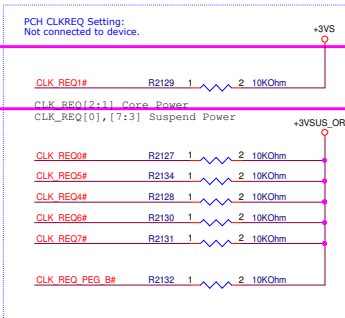 PCH CLKREQ Setting:
Not connected to device.
+3VS
CLK_REQ1# R2129 1 2 10KOhm
CLK_REQ[2:1] Core Power
CLK_REQ[0],[7:3] Suspend Power
+3VSUS_OR
CLK_REQ0# R2127 1 2 10KOhm
CLK_REQ5# R2134 1 2 10KOhm
CLK_REQ4# R2128 1 2 10KOhm
CLK_REQ6# R2130 1 2 10KOhm
CLK_REQ7# R2131 1 2 10KOhm
CLK_REQ_PEG_B# R2132 1 2 10KOhm